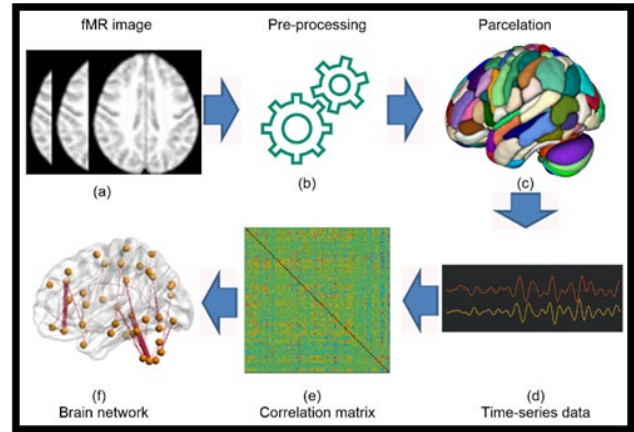 fMR image
Pre-processing
Parcelation
(a)
(b)
(c)
(f)
(e)
(d)
Brain network
Correlation matrix
Time-series data